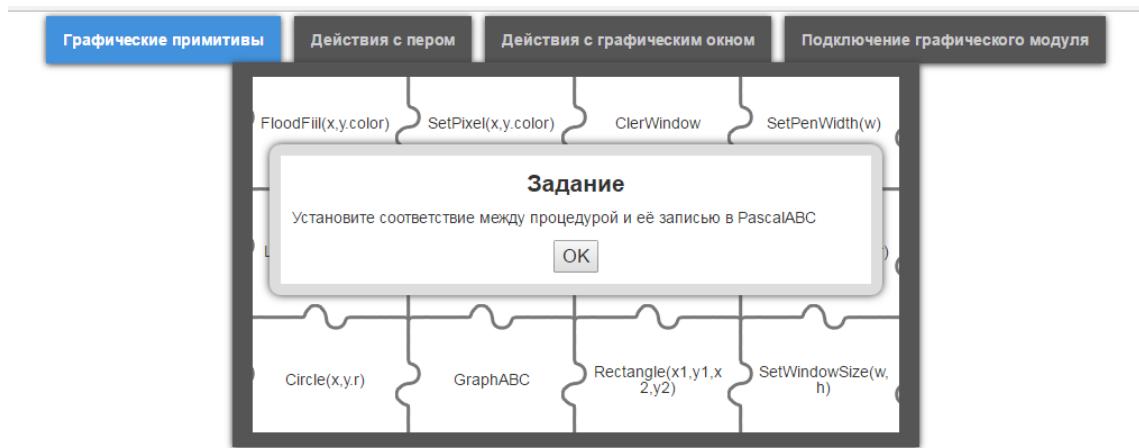 Графические примитивы Действия с пером Действия с графическим окном Подключение графического модуля
FloodFiil(x,y.color) SetPixel(x,y.color) ClerWindow SetPenWidth(w)
Задание
Установите соответствие между процедурой и её записью в PascalABC
OK
Circle(x,y.r) GraphABC Rectangle(x1,y1,x SetWindowSize(w,
2,y2) h)